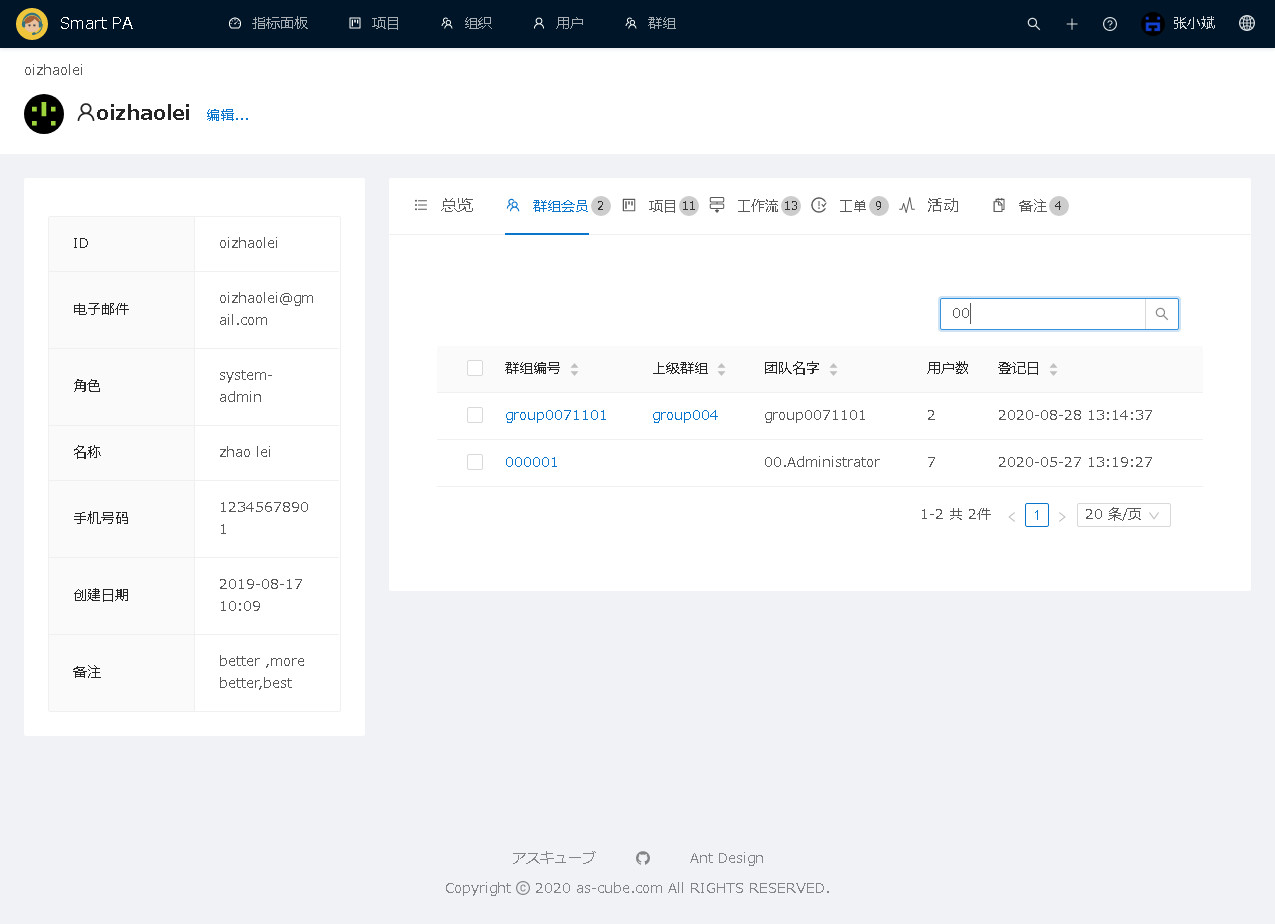 Smart PA 指标面板 项目 组织 用户 群组 张小斌
oizhaolei
oizhaolei 编辑...
ID oizhaolei
电子邮件 oizhaolei@gm
ail.com
角色 system-
admin
名称 zhao lei
手机号码 1234567890
1
创建日期 2019-08-17
10:09
备注 better ,more
better,best
总览 群组会员 2 项目 11 工作流 13 工单 9 活动 备注 4
00
群组编号 上级群组 团队名字 用户数 登记日
group0071101 group004 group0071101 2 2020-08-28 13:14:37
000001 00.Administrator 7 2020-05-27 13:19:27
1-2 共 2件 < 1 > 20 条/页
アスキューブ Ant Design
Copyright © 2020 as-cube.com All RIGHTS RESERVED.